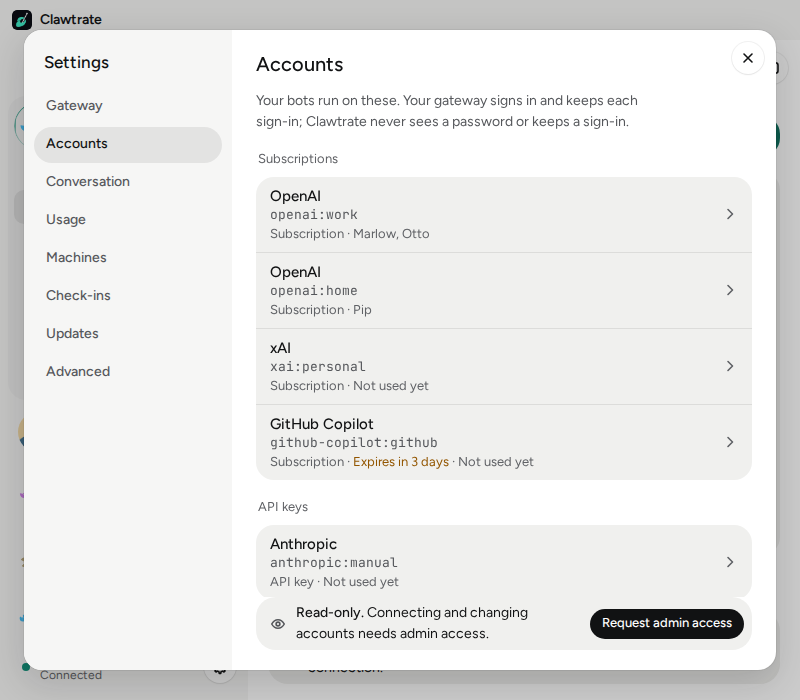 Clawtrate
Settings
Gateway
Accounts
Conversation
Usage
Machines
Check-ins
Updates
Advanced
Connected
Accounts
Your bots run on these. Your gateway signs in and keeps each
sign-in; Clawtrate never sees a password or keeps a sign-in.
Subscriptions
OpenAI
openai:work
Subscription · Marlow, Otto
OpenAI
openai:home
Subscription · Pip
xAI
xai:personal
Subscription · Not used yet
GitHub Copilot
github-copilot:github
Subscription · Expires in 3 days · Not used yet
API keys
Anthropic
anthropic:manual
API key · Not used yet
Read-only. Connecting and changing
accounts needs admin access.
Request admin access